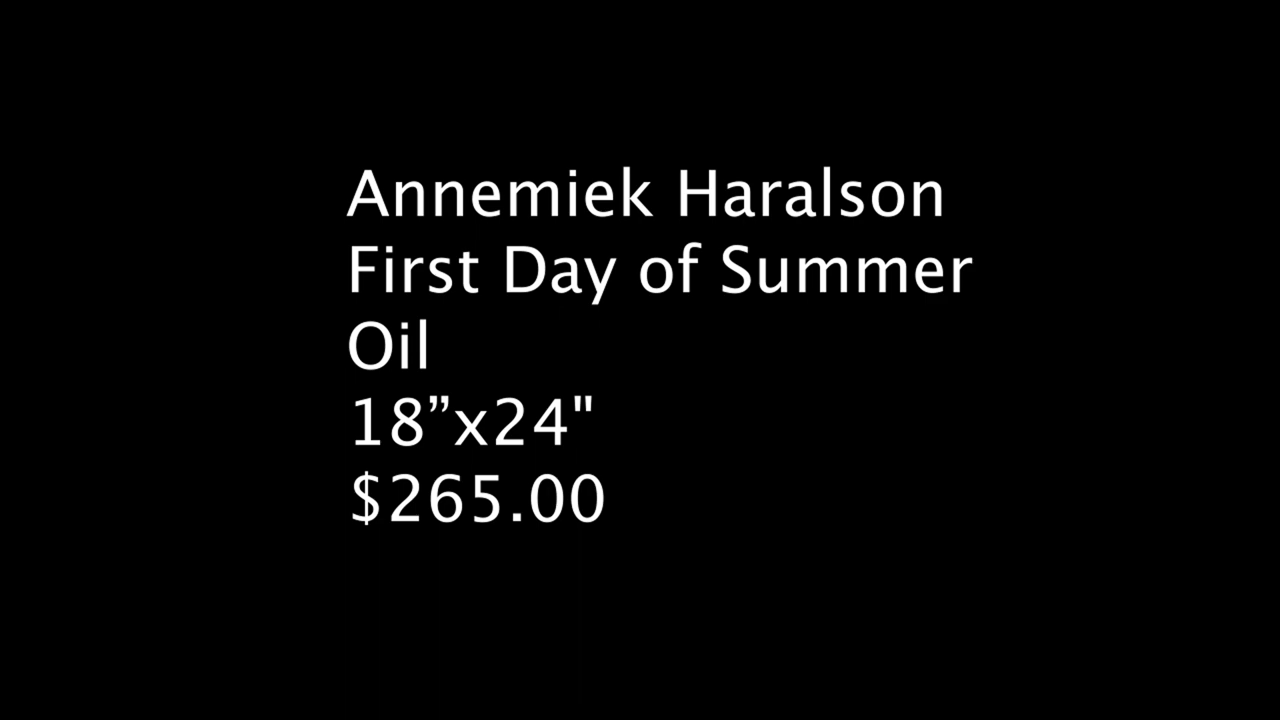 Annemiek Haralson
First Day of Summer
Oil
18”x24"
$265.00